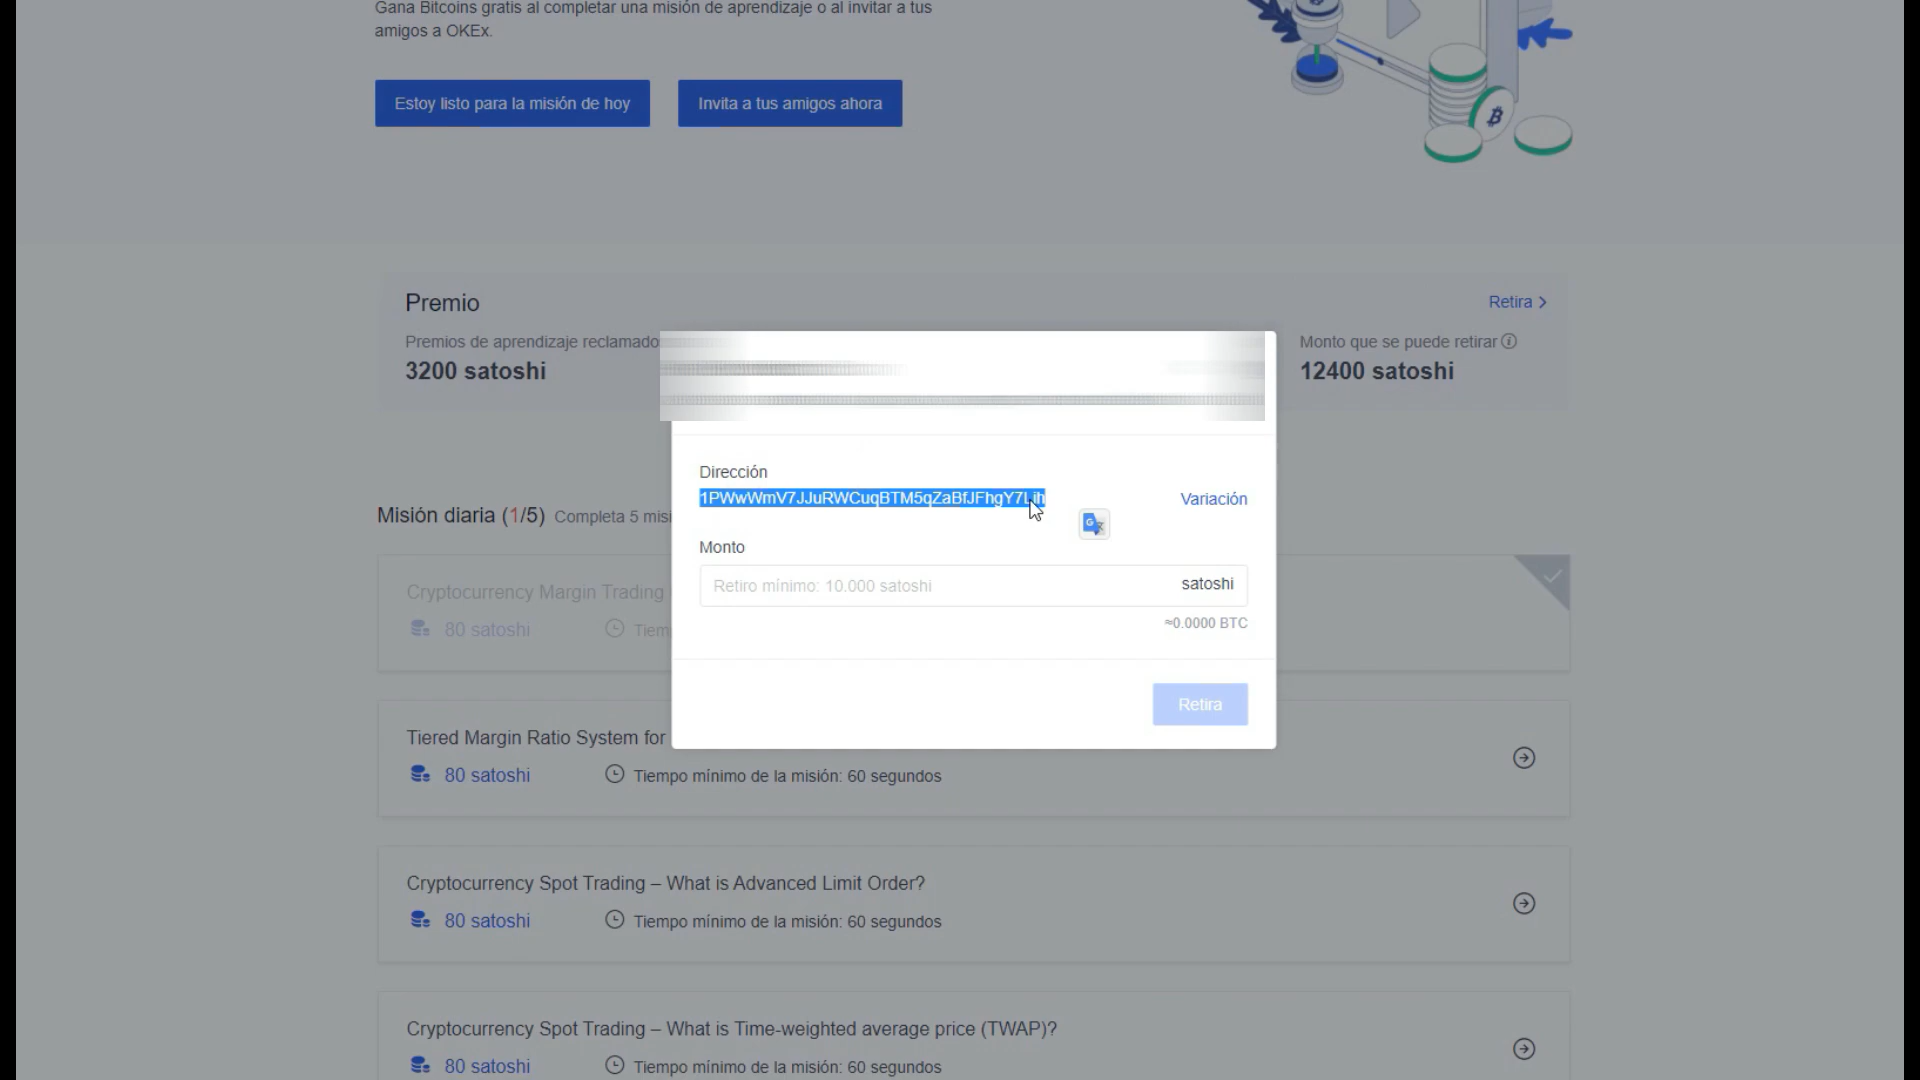 Gana Bitcoins gratis al completar una misión de aprendizaje o al invitar a tus
amigos a OKEx.
Estoy listo para la misión de hoy
Invita a tus amigos ahora
Premio
Retira
Premios de aprendizaje
3200 satoshi
Monto que se puede retirar
12400 satoshi
Dirección
1PWwWmV7JJuRWCuqBTM5qZaBfJFhgY7Lih
Variación
Misión diaria (1/5) Completa 5
Monto
Retiro mínimo: 10.000 satoshi
satoshi
≈0.0000 BTC
Retira
Cryptocurrency Margin Trading
80 satoshi
Tiered Margin Ratio System for
80 satoshi
Tiempo mínimo de la misión: 60 segundos
Cryptocurrency Spot Trading – What is Advanced Limit Order?
80 satoshi
Tiempo mínimo de la misión: 60 segundos
Cryptocurrency Spot Trading – What is Time-weighted average price (TWAP)?
80 satoshi
Tiempo mínimo de la misión: 60 segundos